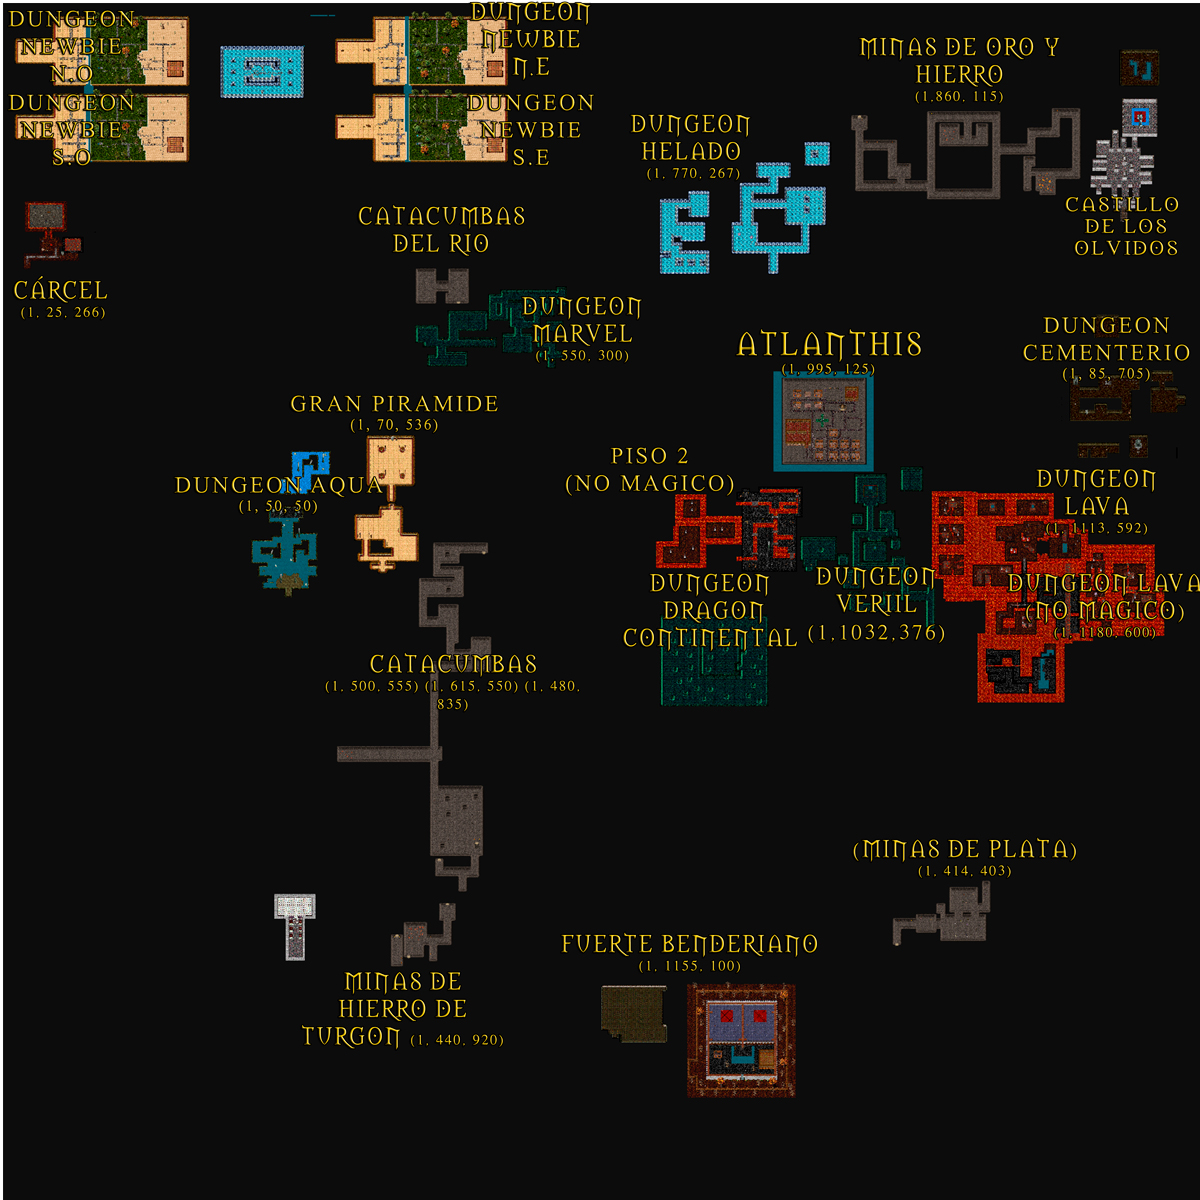 DUNGEON
NEWBIE
N.O
DUNGEON
NEWBIE
S.O
DUNGEON
NEWBIE
N.E
DUNGEON
NEWBIE
S.E
MINAS DE ORO Y
HIERRO
(1.860, 115)
DUNGEON
HELADO
(1, 770, 267)
CASTILLO
DE LOS
OLVIDOS
CATACUMBAS
DEL RIO
CÁRCEL
(1. 25. 266)
DUNGEON
MARVEL
(1, 550, 300)
ATLANTHIS
(1, 995, 125)
DUNGEON
CEMENTERIO
(1, 85, 705)
GRAN PIRAMIDE
(1, 70, 536)
DUNGEON AQUA
(1, 50, 50)
PISO 2
(NO MAGICO)
DUNGEON
LAVA
(1, 1113, 592)
DUNGEON
DRAGON
CONTINENTAL
DUNGEON
VERIIL
(1,1032,376)
DUNGEON LAVA
(NO MAGICO)
(1, 1180, 600)
CATACUMBAS
(1. 500, 555) (1, 615, 550) (1. 480,
835)
(MINAS DE PLATA)
(1. 414. 403)
FUERTE BENDERIANO
(1. 1155, 100)
MINAS DE
HIERRO DE
TURGON (1. 440, 920)